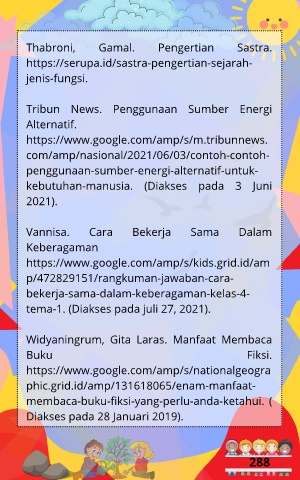 Thabroni, Gamal. Pengertian Sastra.
https://serupa.id/sastra-pengertian-sejarah-
jenis-fungsi.
Tribun News. Penggunaan Sumber Energi
Alternatif.
https://www.google.com/amp/s/m.tribunnews.
com/amp/nasional/2021/06/03/contoh-contoh-
penggunaan-sumber-energi-alternatif-untuk-
kebutuhan-manusia. (Diakses pada 3 Juni
2021).
Vannisa. Cara Bekerja Sama Dalam
Keberagaman
https://www.google.com/amp/s/kids.grid.id/am
p/472829151/rangkuman-jawaban-cara-
bekerja-sama-dalam-keberagaman-kelas-4-
tema-1. (Diakses pada juli 27, 2021).
Widyaningrum, Gita Laras. Manfaat Membaca
Buku Fiksi.
https://www.google.com/amp/s/nationalgeogra
phic.grid.id/amp/131618065/enam-manfaat-
membaca-buku-fiksi-yang-perlu-anda-ketahui. (
Diakses pada 28 Januari 2019).
288